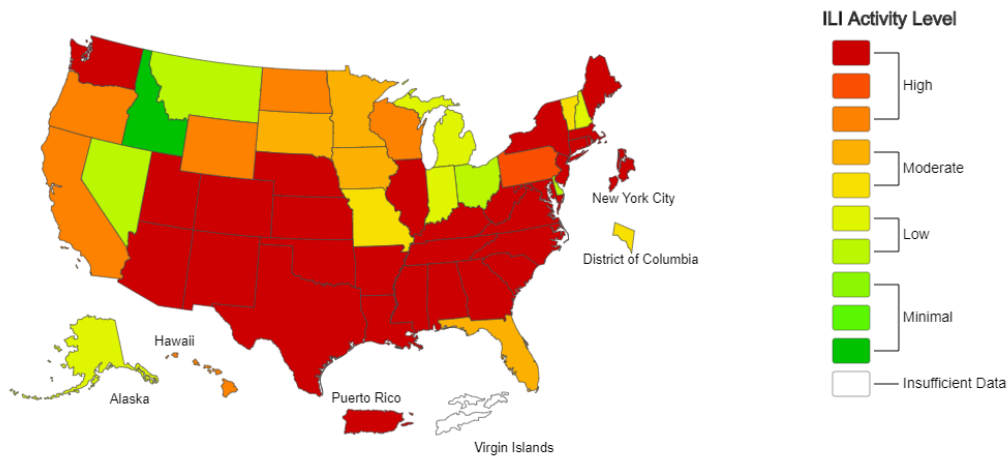 ILI Activity Level
High
Moderate
Low
Minimal
Insufficient Data
New York City
District of Columbia
Hawaii
Alaska
Puerto Rico
Virgin Islands